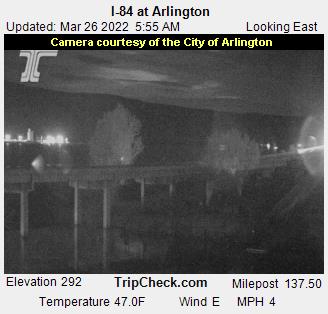 I-84 at Arlington
Updated: Mar 26 2022 5:55 AM Looking East
Camera courtesy of the City of Arlington
Elevation 292 TripCheck.com Milepost 137.50
Temperature 47.0F Wind E MPH 4